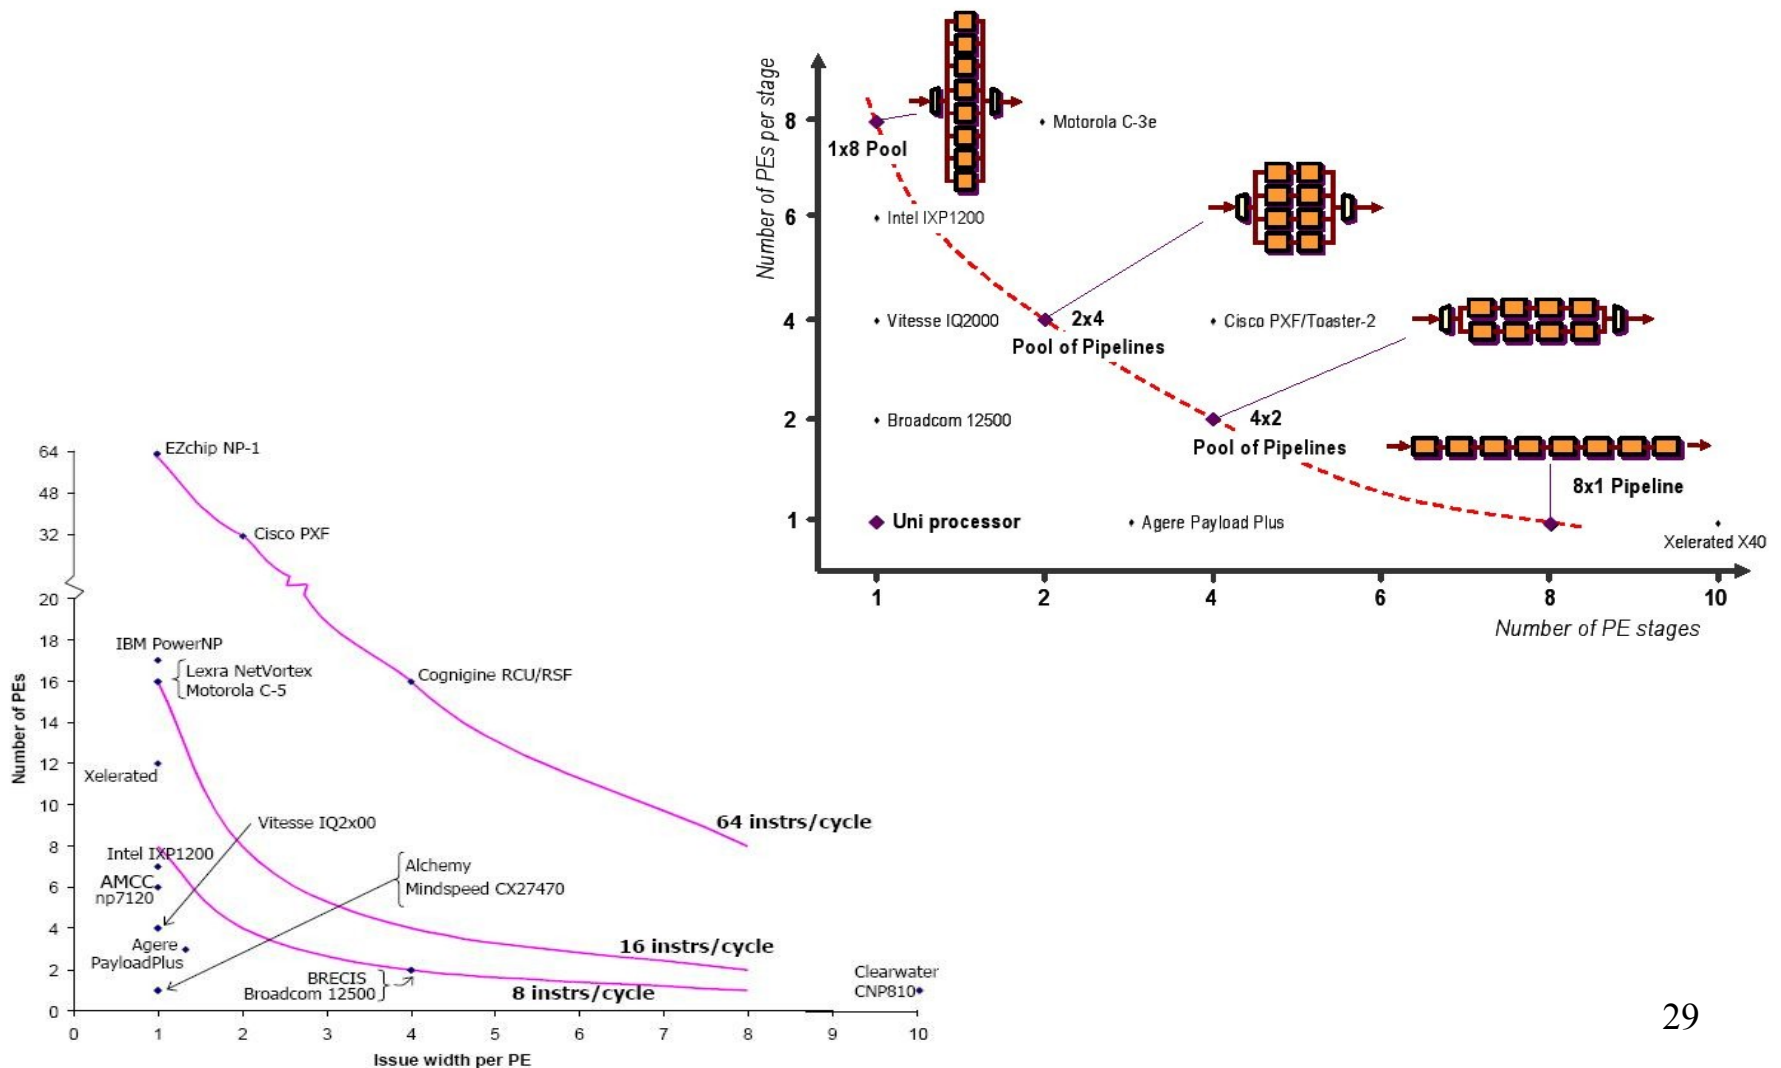 Number of PEs per stage
8
6
4
2
1
1x8 Pool
Motorola C-3e
Intel IXP1200
Vitesse IQ2000
2x4
Pool of Pipelines
Cisco PXF/Toaster-2
Broadcom 12500
4x2
Pool of Pipelines
8x1 Pipeline
Uni processor
Agere Payload Plus
Xelerated X40
1 2 4 6 8 10
Number of PE stages
Number of PEs
64
48
32
20
18
16
14
12
10
8
6
4
2
0
EZchip NP-1
Cisco PXF
IBM PowerNP
Lexra NetVortex
Motorola C-5
Cognigine RCU/RSF
Xelerated
Vitesse IQ2x00
64 instrs/cycle
Intel IXP1200
Alchemy
Mindspeed CX27470
AMCC
np7120
Agere
PayloadPlus
16 instrs/cycle
BRECIS
Broadcom 12500
8 instrs/cycle
Clearwater
CNP810
0 1 2 3 4 5 6 7 8 9 10
Issue width per PE
29